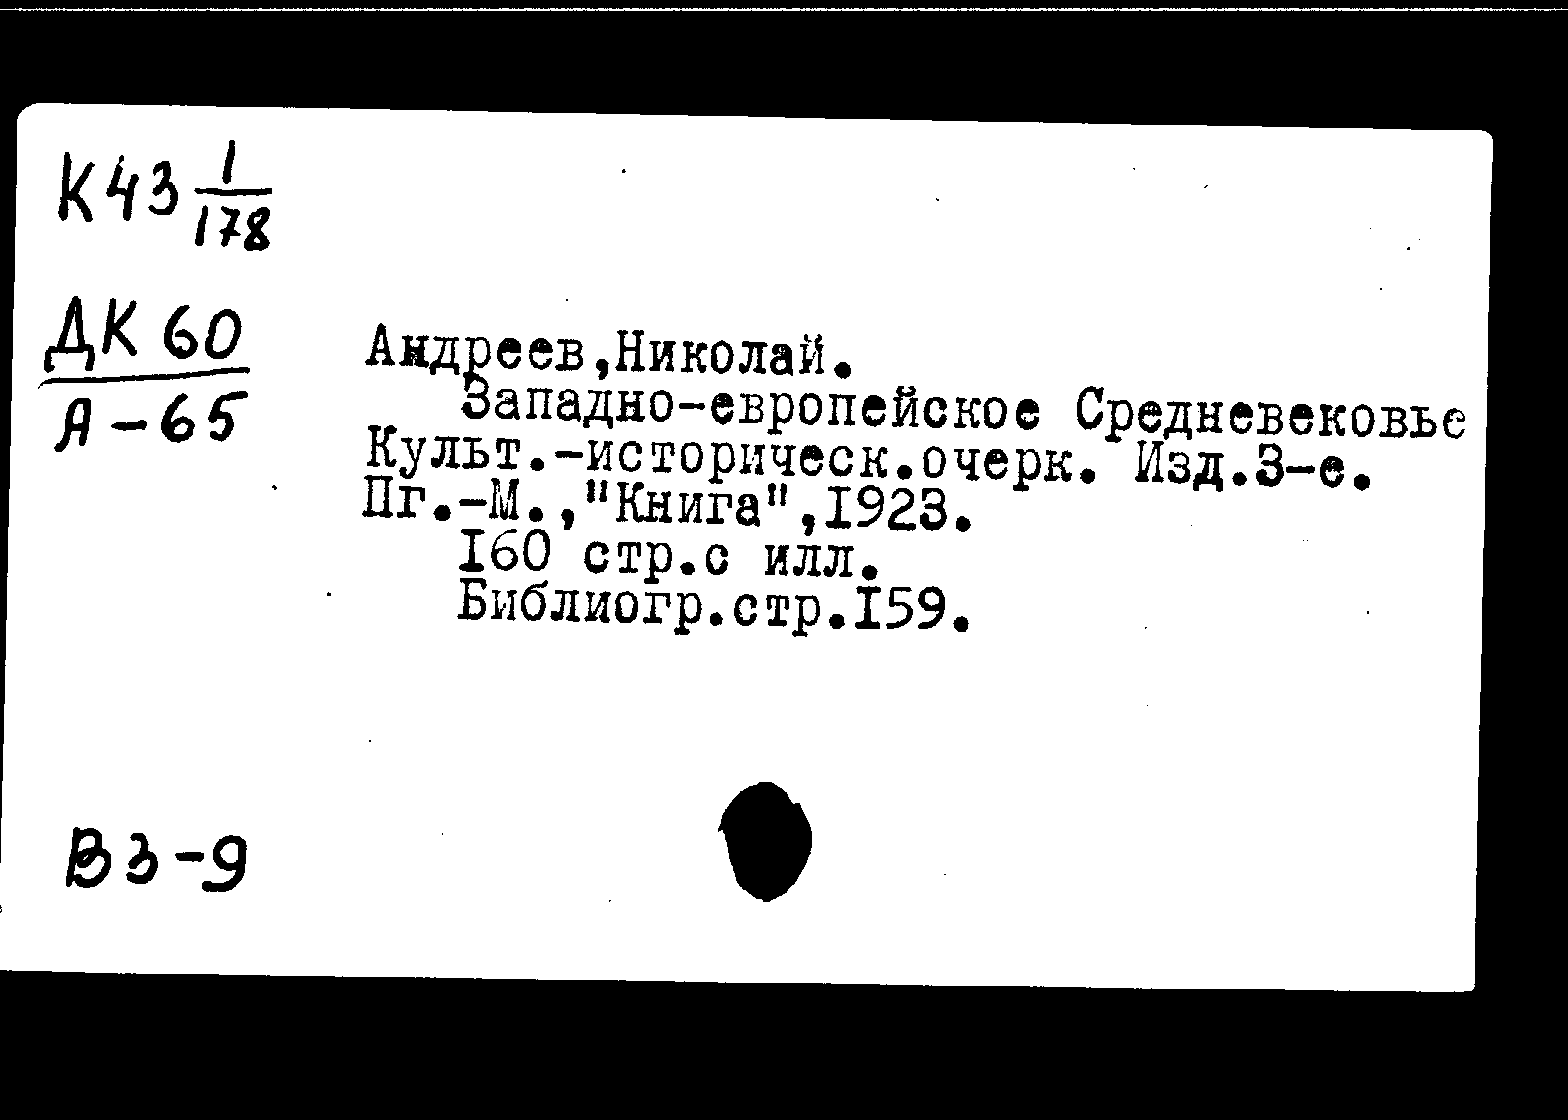 К43 1/178
ДК 60
А-65
Андреев,Николай.
Западно-европейское Средневековье
Культ.-историческ.очерк. Изд.3-е.
Пг.-М.,"Книга",1923.
160 стр.с илл.
Библиогр.стр.159.
В3-9